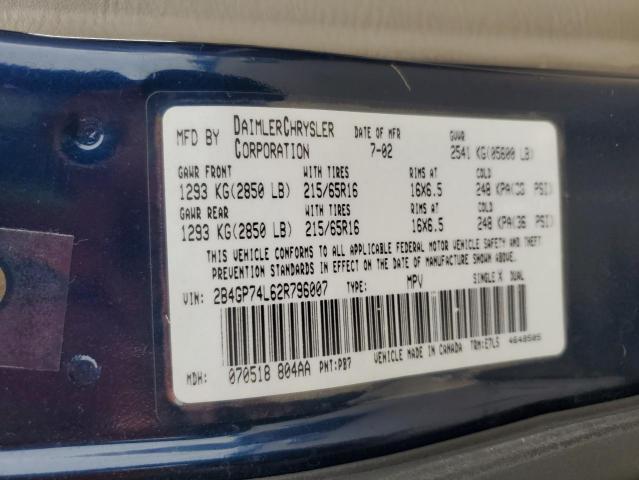 MFD BY DAIMLERCHRYSLER CORPORATION DATE OF MFR 7-02 GVWR 2541 KG(05600 LB)
GAWR FRONT WITH TIRES RIMS AT COLD
1293 KG(2850 LB) 215/65R16 16X6.5 248 KPA( PSI)
GAWR REAR WITH TIRES RIMS AT COLD
1293 KG(2850 LB) 215/65R16 16X6.5 248 KPA(36 PSI)
THIS VEHICLE CONFORMS TO ALL APPLICABLE FEDERAL MOTOR VEHICLE SAFETY AND THEFT
PREVENTION STANDARDS IN EFFECT ON THE DATE OF MANUFACTURE SHOWN ABOVE.
VIN: 2B4GP74L62R796007 TYPE: MPV SINGLE X DUAL
MDH: 070518 804AA PNT:PB7 VEHICLE MADE IN CANADA TRM:E7L5 4648505